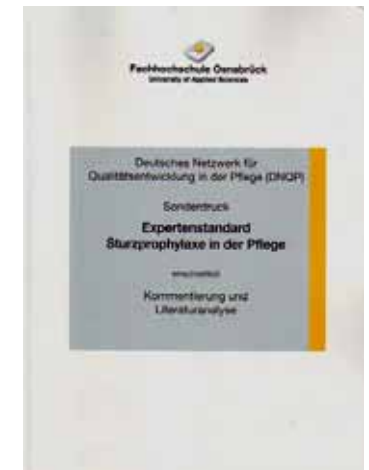 Fachhochschule Osnabrück
University of Applied Sciences
Deutsches Netzwerk für
Qualitätsentwicklung in der Pflege (DNQP)
Sonderdruck
Expertenstandard
Sturzprophylaxe in der Pflege
einschließlich
Kommentierung und
Literaturanalyse